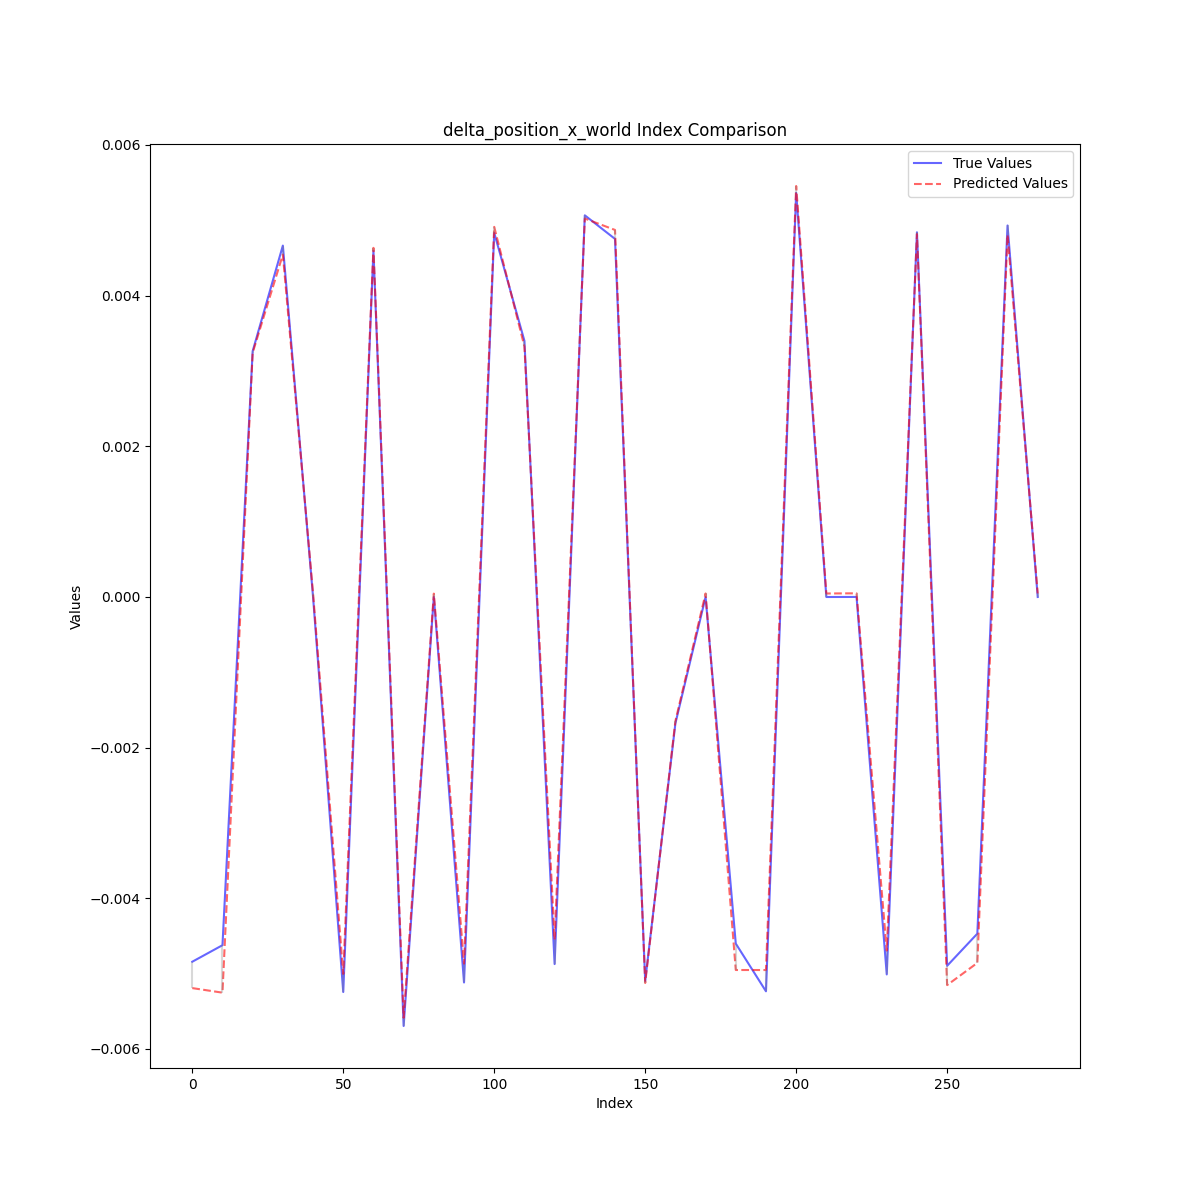 delta_position_x_world Index Comparison
True Values
Predicted Values
0.006
0.004
0.002
0.000
−0.002
−0.004
−0.006
Values
0 50 100 150 200 250
Index